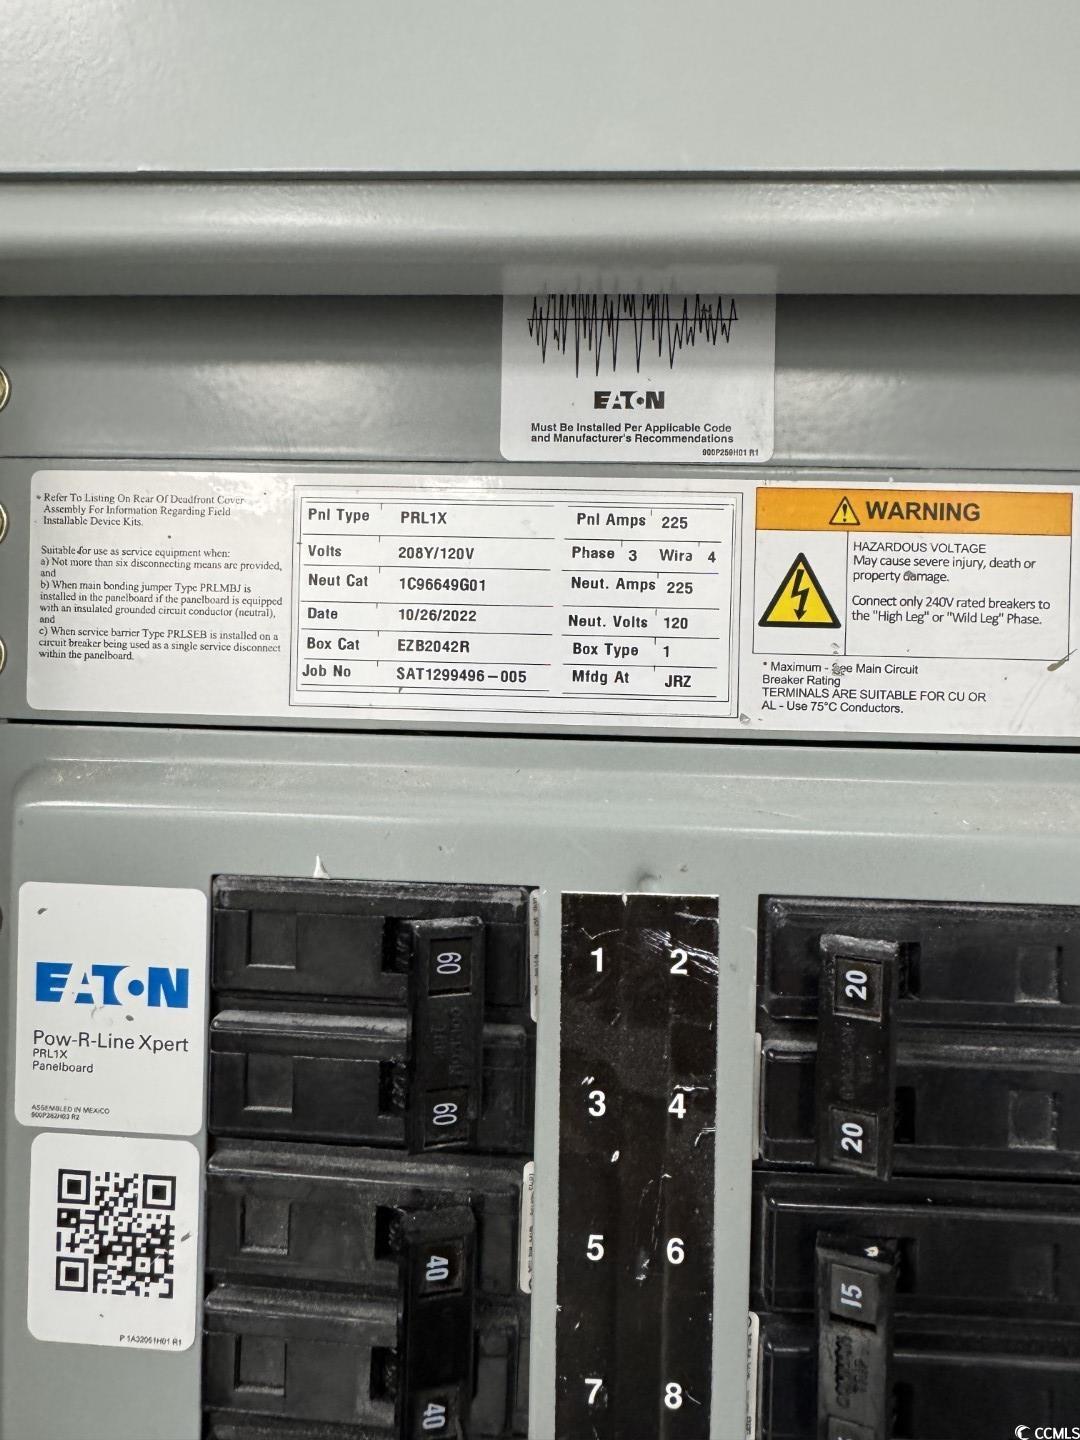 EATON
Must Be Installed Per Applicable Code
and Manufacturer's Recommendations
900P259H01 R1
* Refer To Listing On Rear Of Deadfront Cover
Assembly For Information Regarding Field
Installable Device Kits.
Suitable for use as service equipment when:
a) Not more than six disconnecting means are provided,
and
b) When main bonding jumper Type PRLMBJ is
installed in the panelboard if the panelboard is equipped
with an insulated grounded circuit conductor (neutral),
and
c) When service barrier Type PRLSEB is installed on a
circuit breaker being used as a single service disconnect
within the panelboard.
Pnl Type PRL1X Pnl Amps 225
Volts 208Y/120V Phase 3 Wira 4
Neut Cat 1C96649G01 Neut. Amps 225
Date 10/26/2022 Neut. Volts 120
Box Cat EZB2042R Box Type 1
Job No SAT1299496-005 Mfdg At JRZ
WARNING
HAZARDOUS VOLTAGE
May cause severe injury, death or
property damage.
Connect only 240V rated breakers to
the "High Leg" or "Wild Leg" Phase.
* Maximum - See Main Circuit
Breaker Rating
TERMINALS ARE SUITABLE FOR CU OR
AL - Use 75°C Conductors.
EATON
Pow-R-Line Xpert
PRL1X
Panelboard
ASSEMBLED IN MEXICO
900P282H03 R2
P 1A32061H01 R1
60
60
40
40
1 2
3 4
5 6
7 8
20
20
15
CCMLS